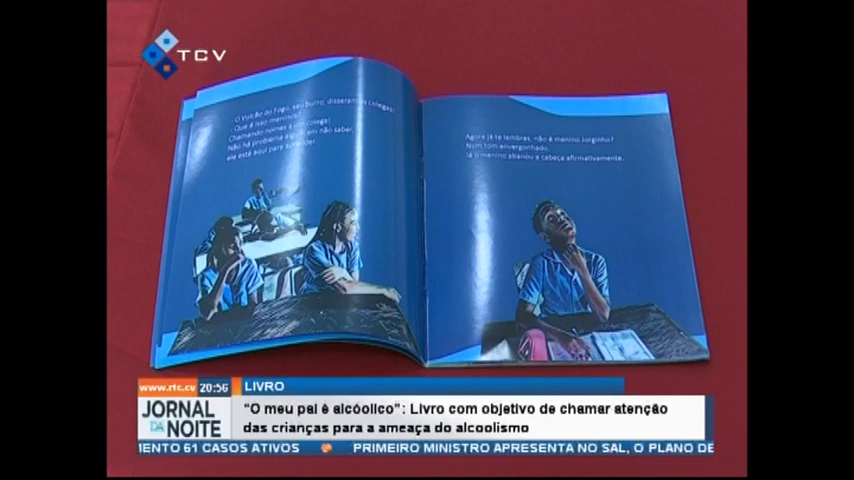 TCV
- O Vulcão do Fogo, seu burro, disseram os colegas!
- Que é isso meninos?
Chamando nomes a um colega!
Não há problema algum em não saber,
ele está aqui para aprender.
Agora já te lembras, não é menino Jorginho?
Num tom envergonhado,
lá o menino abanou a cabeça afirmativamente.
www.rtc.cv 20:56 LIVRO
JORNAL DA NOITE
"O meu pai é alcóolico": Livro com objetivo de chamar atenção
das crianças para a ameaça do alcoolismo
MENTO 61 CASOS ATIVOS PRIMEIRO MINISTRO APRESENTA NO SAL, O PLANO DE